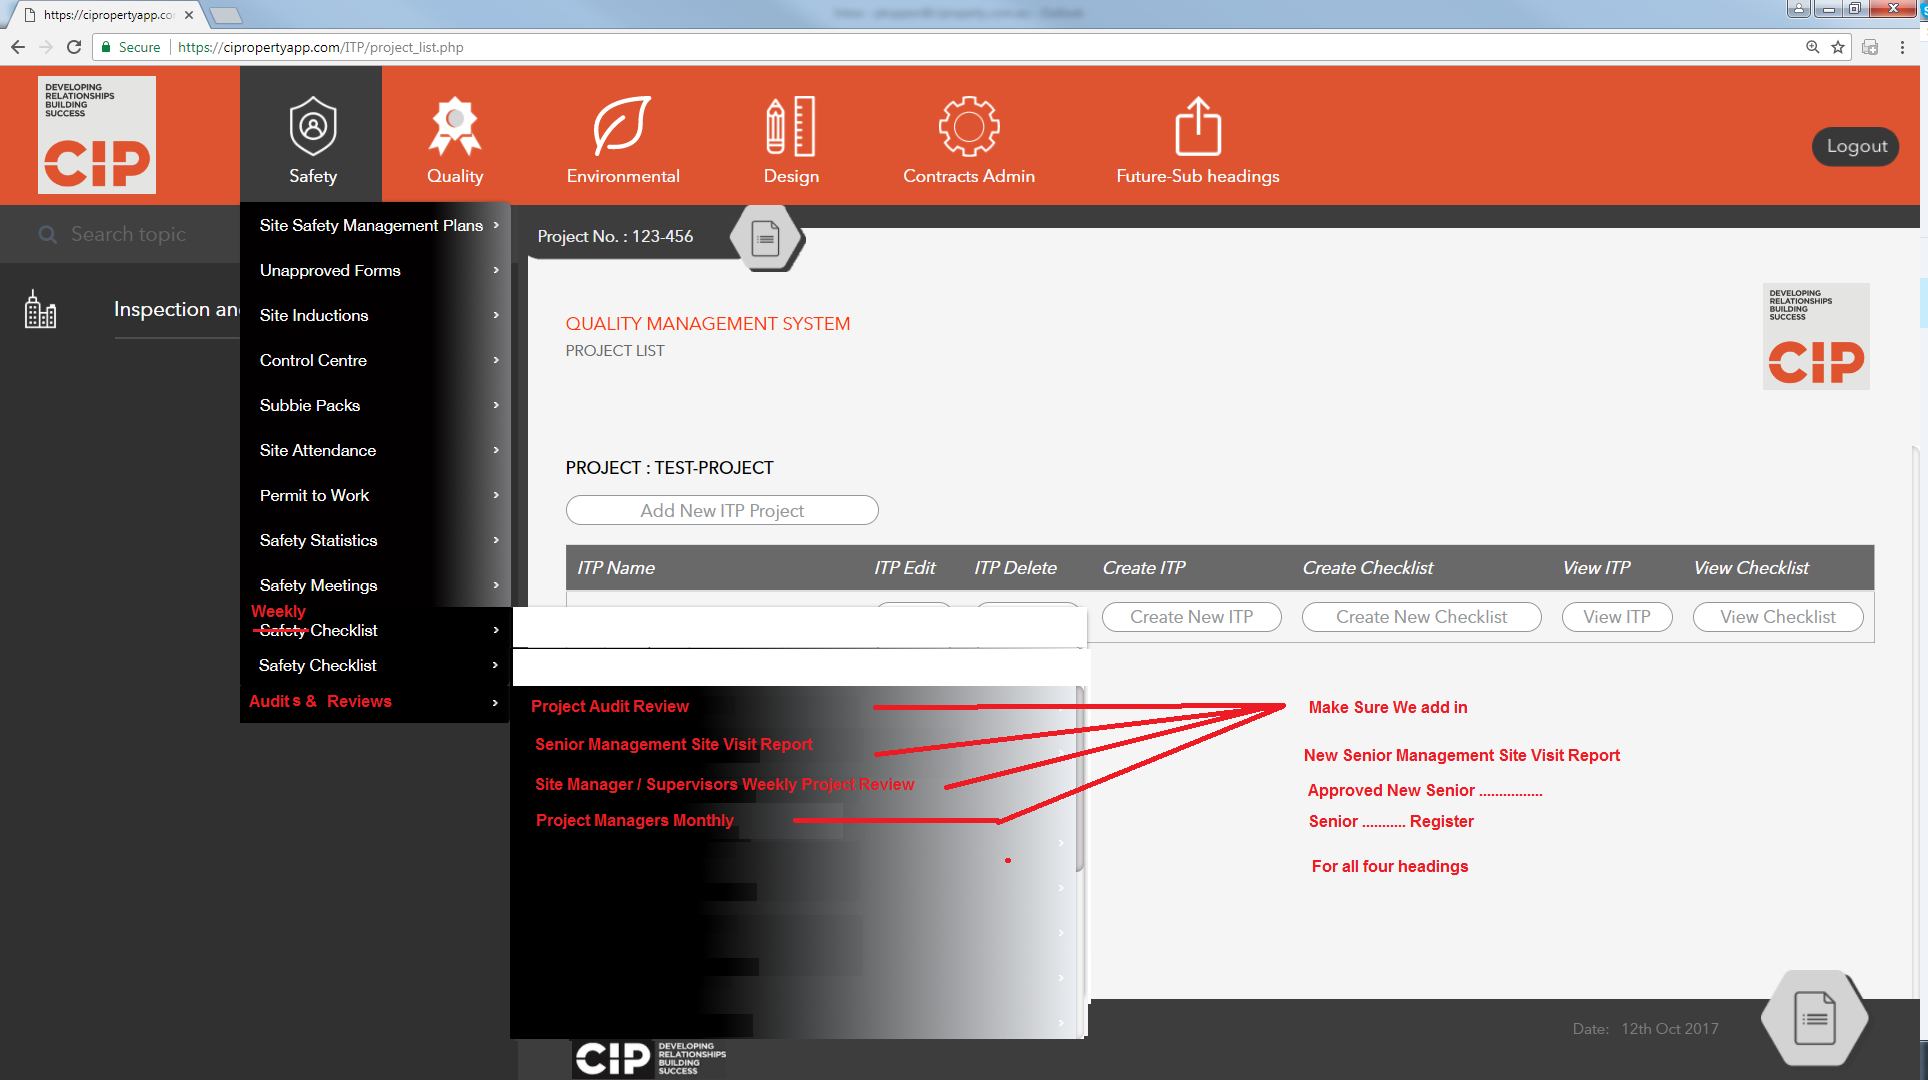 https://cipropertyapp.co
Secure https://cipropertyapp.com/ITP/project_list.php
DEVELOPING
RELATIONSHIPS
BUILDING
SUCCESS
CIP
Safety
Quality
Environmental
Design
Contracts Admin
Future-Sub headings
Logout
Search topic
Inspection an
Site Safety Management Plans
Unapproved Forms
Site Inductions
Control Centre
Subbie Packs
Site Attendance
Permit to Work
Safety Statistics
Safety Meetings
Weekly
Safety Checklist
Safety Checklist
Audits & Reviews
Project No. : 123-456
QUALITY MANAGEMENT SYSTEM
PROJECT LIST
DEVELOPING
RELATIONSHIPS
BUILDING
SUCCESS
CIP
PROJECT : TEST-PROJECT
Add New ITP Project
ITP Name ITP Edit ITP Delete Create ITP Create Checklist View ITP View Checklist
Create New ITP Create New Checklist View ITP View Checklist
Project Audit Review
Senior Management Site Visit Report
Site Manager / Supervisors Weekly Project Review
Project Managers Monthly
Make Sure We add in
New Senior Management Site Visit Report
Approved New Senior ................
Senior ........... Register
For all four headings
Date: 12th Oct 2017
CIP
DEVELOPING
RELATIONSHIPS
BUILDING
SUCCESS